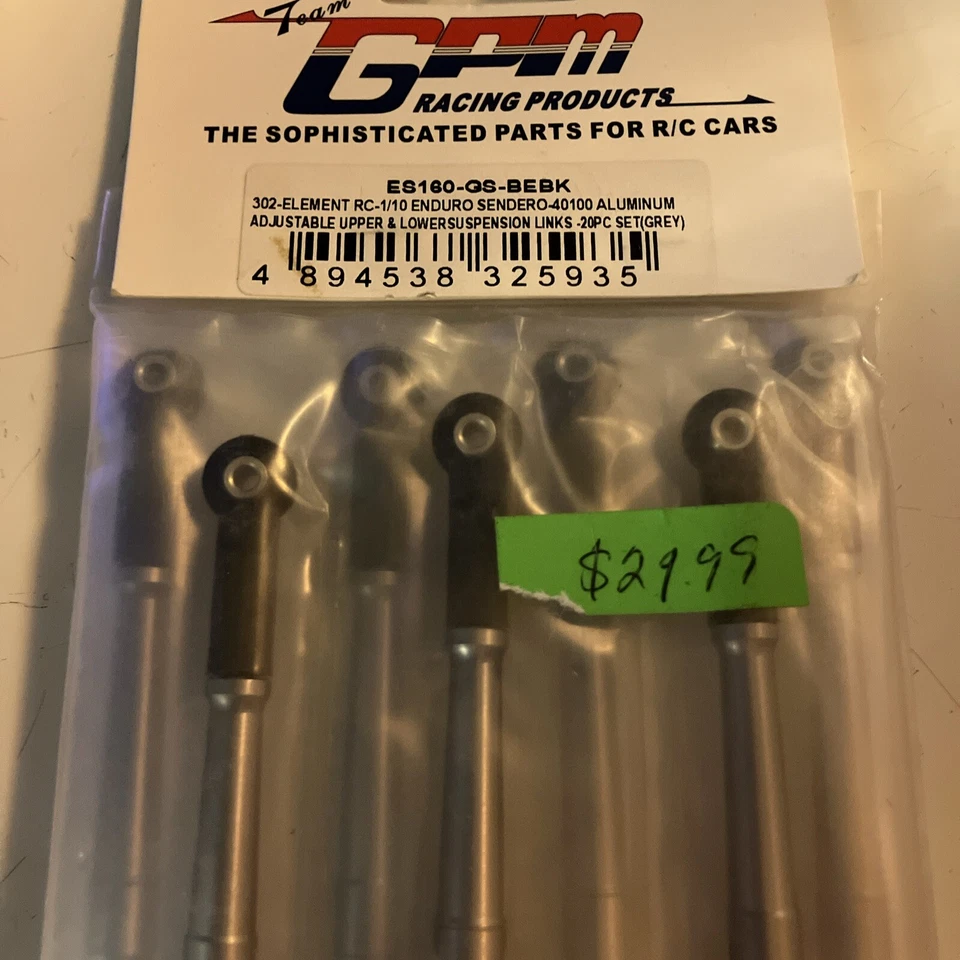 Team
GPM
RACING PRODUCTS
THE SOPHISTICATED PARTS FOR R/C CARS
ES160-GS-BEBK
302-ELEMENT RC-1/10 ENDURO SENDERO-40100 ALUMINUM
ADJUSTABLE UPPER & LOWERSUSPENSION LINKS -20PC SET(GREY)
4 894538 325935
$29.99